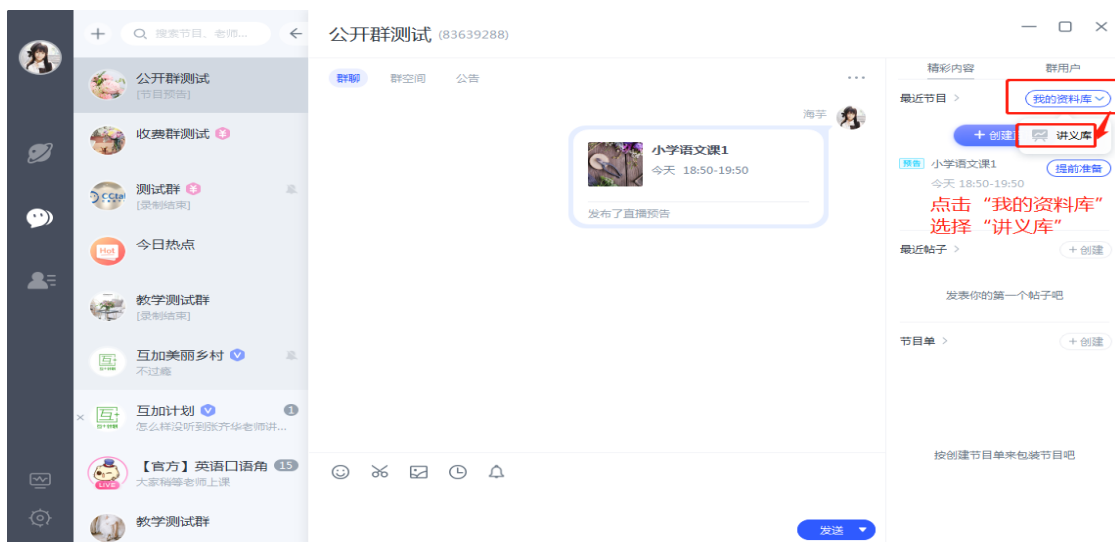 搜索节目、老师...
公开群测试
[节目预告]
收费群测试
测试群
[录制结束]
今日热点
Hot
教学测试群
[录制结束]
互加美丽乡村
不过瘾
互加计划 1
怎么样没听到张齐华老师讲...
【官方】英语口语角 15
大家稍等老师上课
LIVE
教学测试群
公开群测试 (83639288)
群聊 群空间 公告
海芋
小学语文课1
今天 18:50-19:50
发布了直播预告
发送
精彩内容 群用户
最近节目 我的资料库
+ 创建
讲义库
预告 小学语文课1 提前准备
今天 18:50-19:50
点击“我的资料库”
选择“讲义库”
最近帖子 + 创建
发表你的第一个帖子吧
节目单 + 创建
按创建节目单来包装节目吧